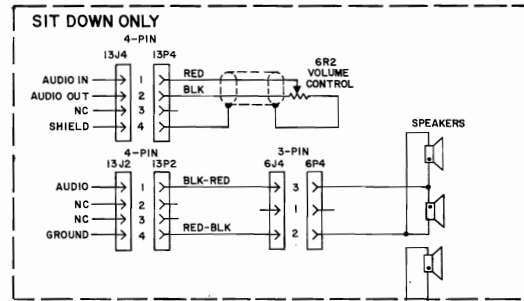 SIT DOWN ONLY
4-PIN
13J4 13P4
6R2
VOLUME
CONTROL
AUDIO IN 1 RED
AUDIO OUT 2 BLK
NC 3
SHIELD 4
SPEAKERS
4-PIN 3-PIN
13J2 13P2 6J4 6P4
AUDIO 1 BLK-RED 3
NC 2 1
NC 3
GROUND 4 RED-BLK 2